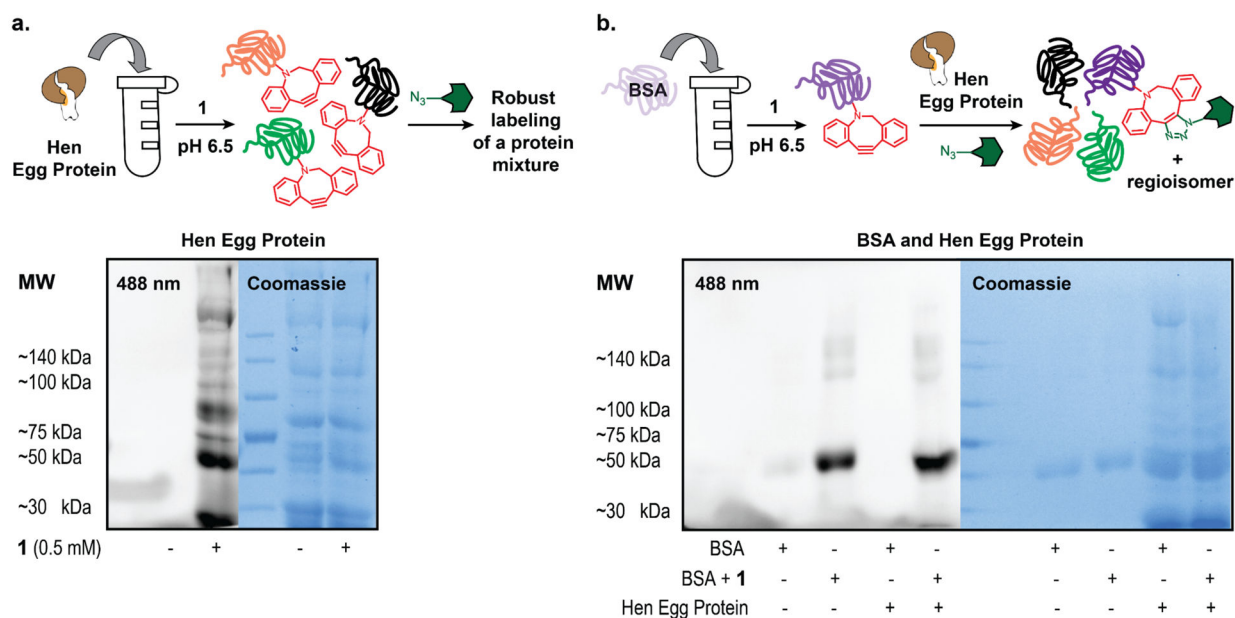 a.
Hen
Egg Protein
1
pH 6.5
N
N
N
N₃
Robust
labeling
of a protein
mixture
Hen Egg Protein
MW
488 nm
Coomassie
~140 kDa
~100 kDa
~75 kDa
~50 kDa
~30 kDa
1 (0.5 mM)
- + - +
b.
BSA
1
pH 6.5
N
Hen
Egg Protein
N₃
N
N
N
N
+
regioisomer
BSA and Hen Egg Protein
MW
488 nm
Coomassie
~140 kDa
~100 kDa
~75 kDa
~50 kDa
~30 kDa
BSA + - + - + - + -
BSA + 1 - + - + - + - +
Hen Egg Protein - - + + - - + +